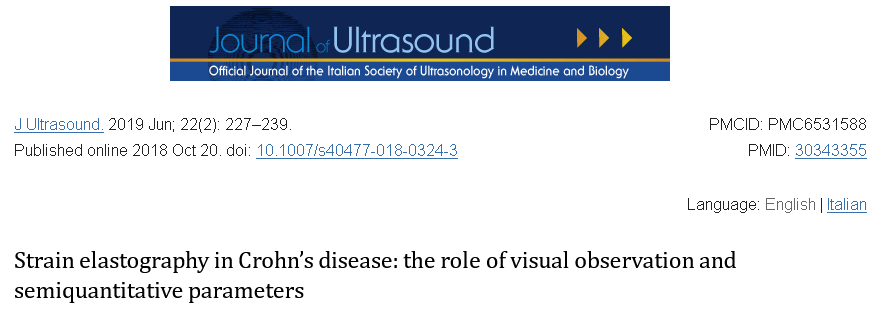 Journal of Ultrasound
Official Journal of the Italian Society of Ultrasonology in Medicine and Biology
J Ultrasound. 2019 Jun; 22(2): 227–239.
PMCID: PMC6531588
Published online 2018 Oct 20. doi: 10.1007/s40477-018-0324-3
PMID: 30343355
Language: English | Italian
Strain elastography in Crohn’s disease: the role of visual observation and
semiquantitative parameters